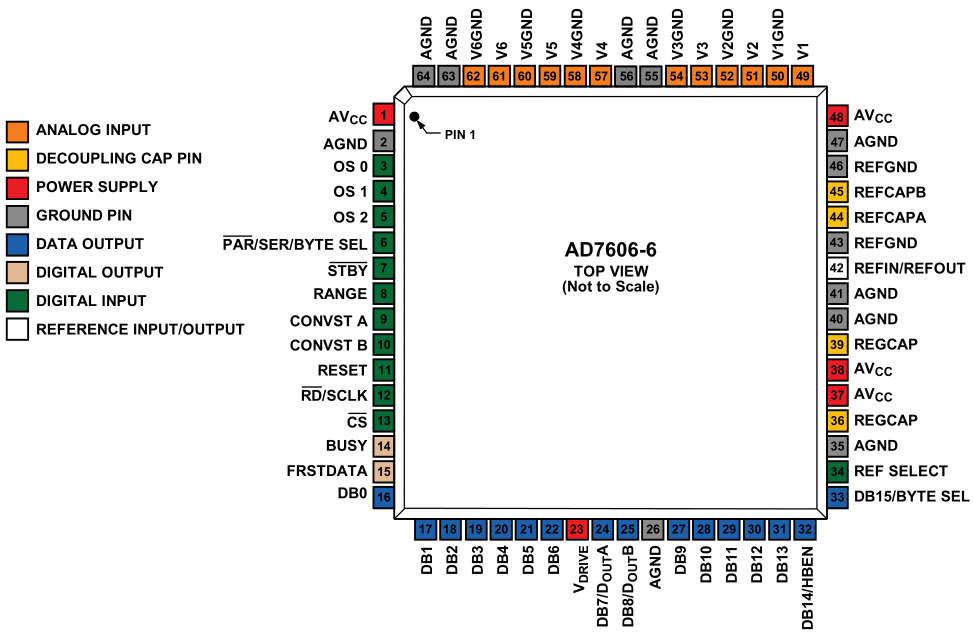 AGND
AGND
V6GND
V6
V5GND
V5
V4GND
V4
AGND
AGND
V3GND
V3
V2GND
V2
V1GND
V1
64 63 62 61 60 59 58 57 56 55 54 53 52 51 50 49
ANALOG INPUT
DECOUPLING CAP PIN
POWER SUPPLY
GROUND PIN
DATA OUTPUT
DIGITAL OUTPUT
DIGITAL INPUT
REFERENCE INPUT/OUTPUT
AVCC 1
AGND 2
OS 0 3
OS 1 4
OS 2 5
PAR/SER/BYTE SEL 6
STBY 7
RANGE 8
CONVST A 9
CONVST B 10
RESET 11
RD/SCLK 12
CS 13
BUSY 14
FRSTDATA 15
DB0 16
PIN 1
AD7606-6
TOP VIEW
(Not to Scale)
48 AVCC
47 AGND
46 REFGND
45 REFCAPB
44 REFCAPA
43 REFGND
42 REFIN/REFOUT
41 AGND
40 AGND
39 REGCAP
38 AVCC
37 AVCC
36 REGCAP
35 AGND
34 REF SELECT
33 DB15/BYTE SEL
17 18 19 20 21 22 23 24 25 26 27 28 29 30 31 32
DB1
DB2
DB3
DB4
DB5
DB6
VDRIVE
DB7/DOUTA
DB8/DOUTB
AGND
DB9
DB10
DB11
DB12
DB13
DB14/HBEN